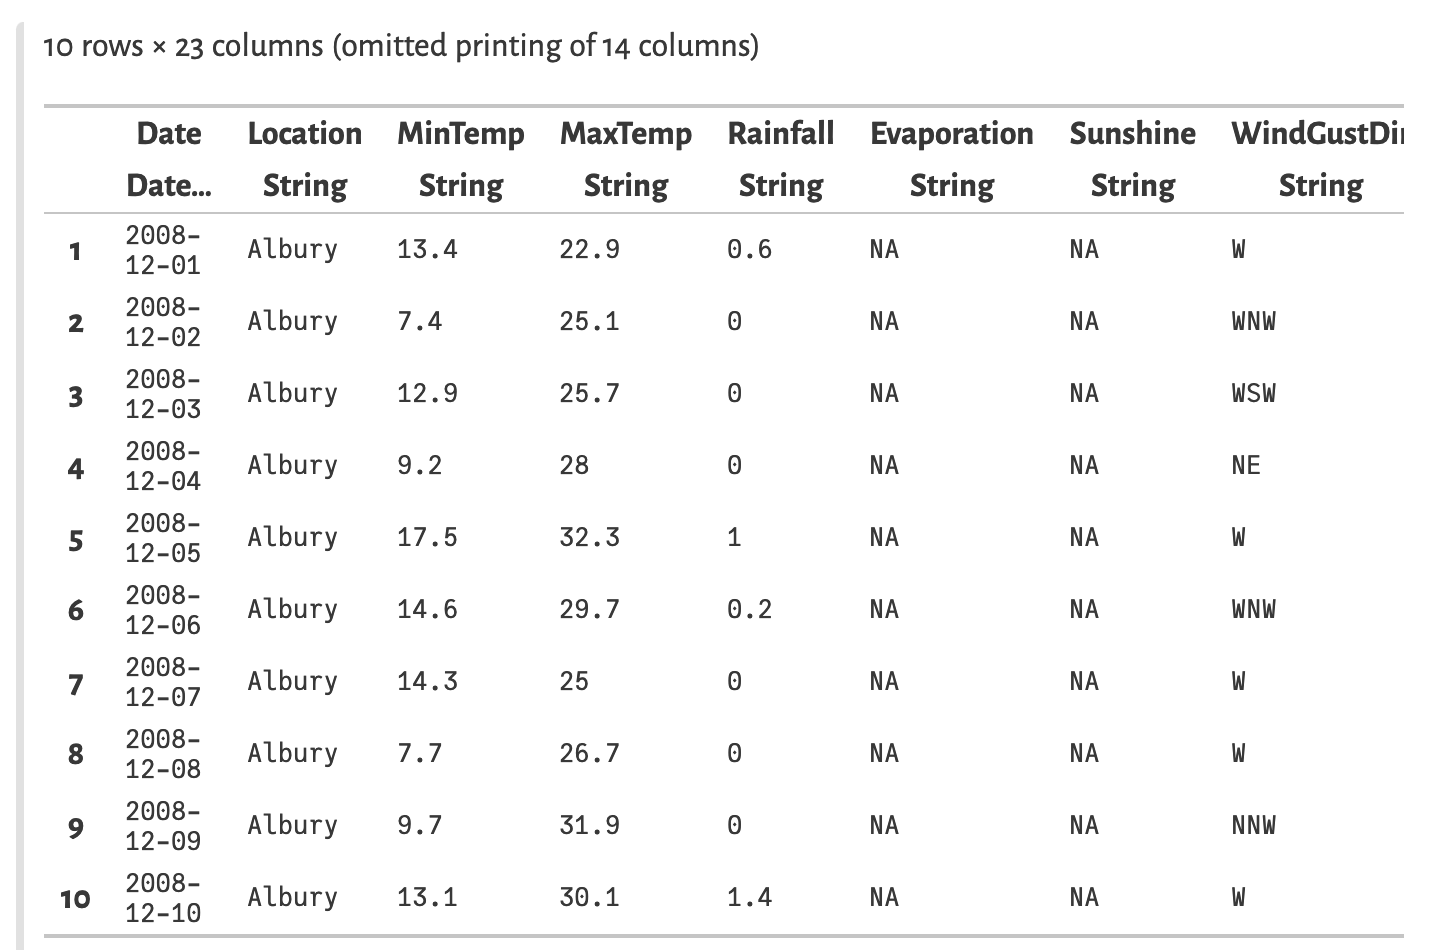 10 rows × 23 columns (omitted printing of 14 columns)
Date Location MinTemp MaxTemp Rainfall Evaporation Sunshine WindGustDir
Date… String String String String String String String
1 2008-12-01 Albury 13.4 22.9 0.6 NA NA W
2 2008-12-02 Albury 7.4 25.1 0 NA NA WNW
3 2008-12-03 Albury 12.9 25.7 0 NA NA WSW
4 2008-12-04 Albury 9.2 28 0 NA NA NE
5 2008-12-05 Albury 17.5 32.3 1 NA NA W
6 2008-12-06 Albury 14.6 29.7 0.2 NA NA WNW
7 2008-12-07 Albury 14.3 25 0 NA NA W
8 2008-12-08 Albury 7.7 26.7 0 NA NA W
9 2008-12-09 Albury 9.7 31.9 0 NA NA NNW
10 2008-12-10 Albury 13.1 30.1 1.4 NA NA W